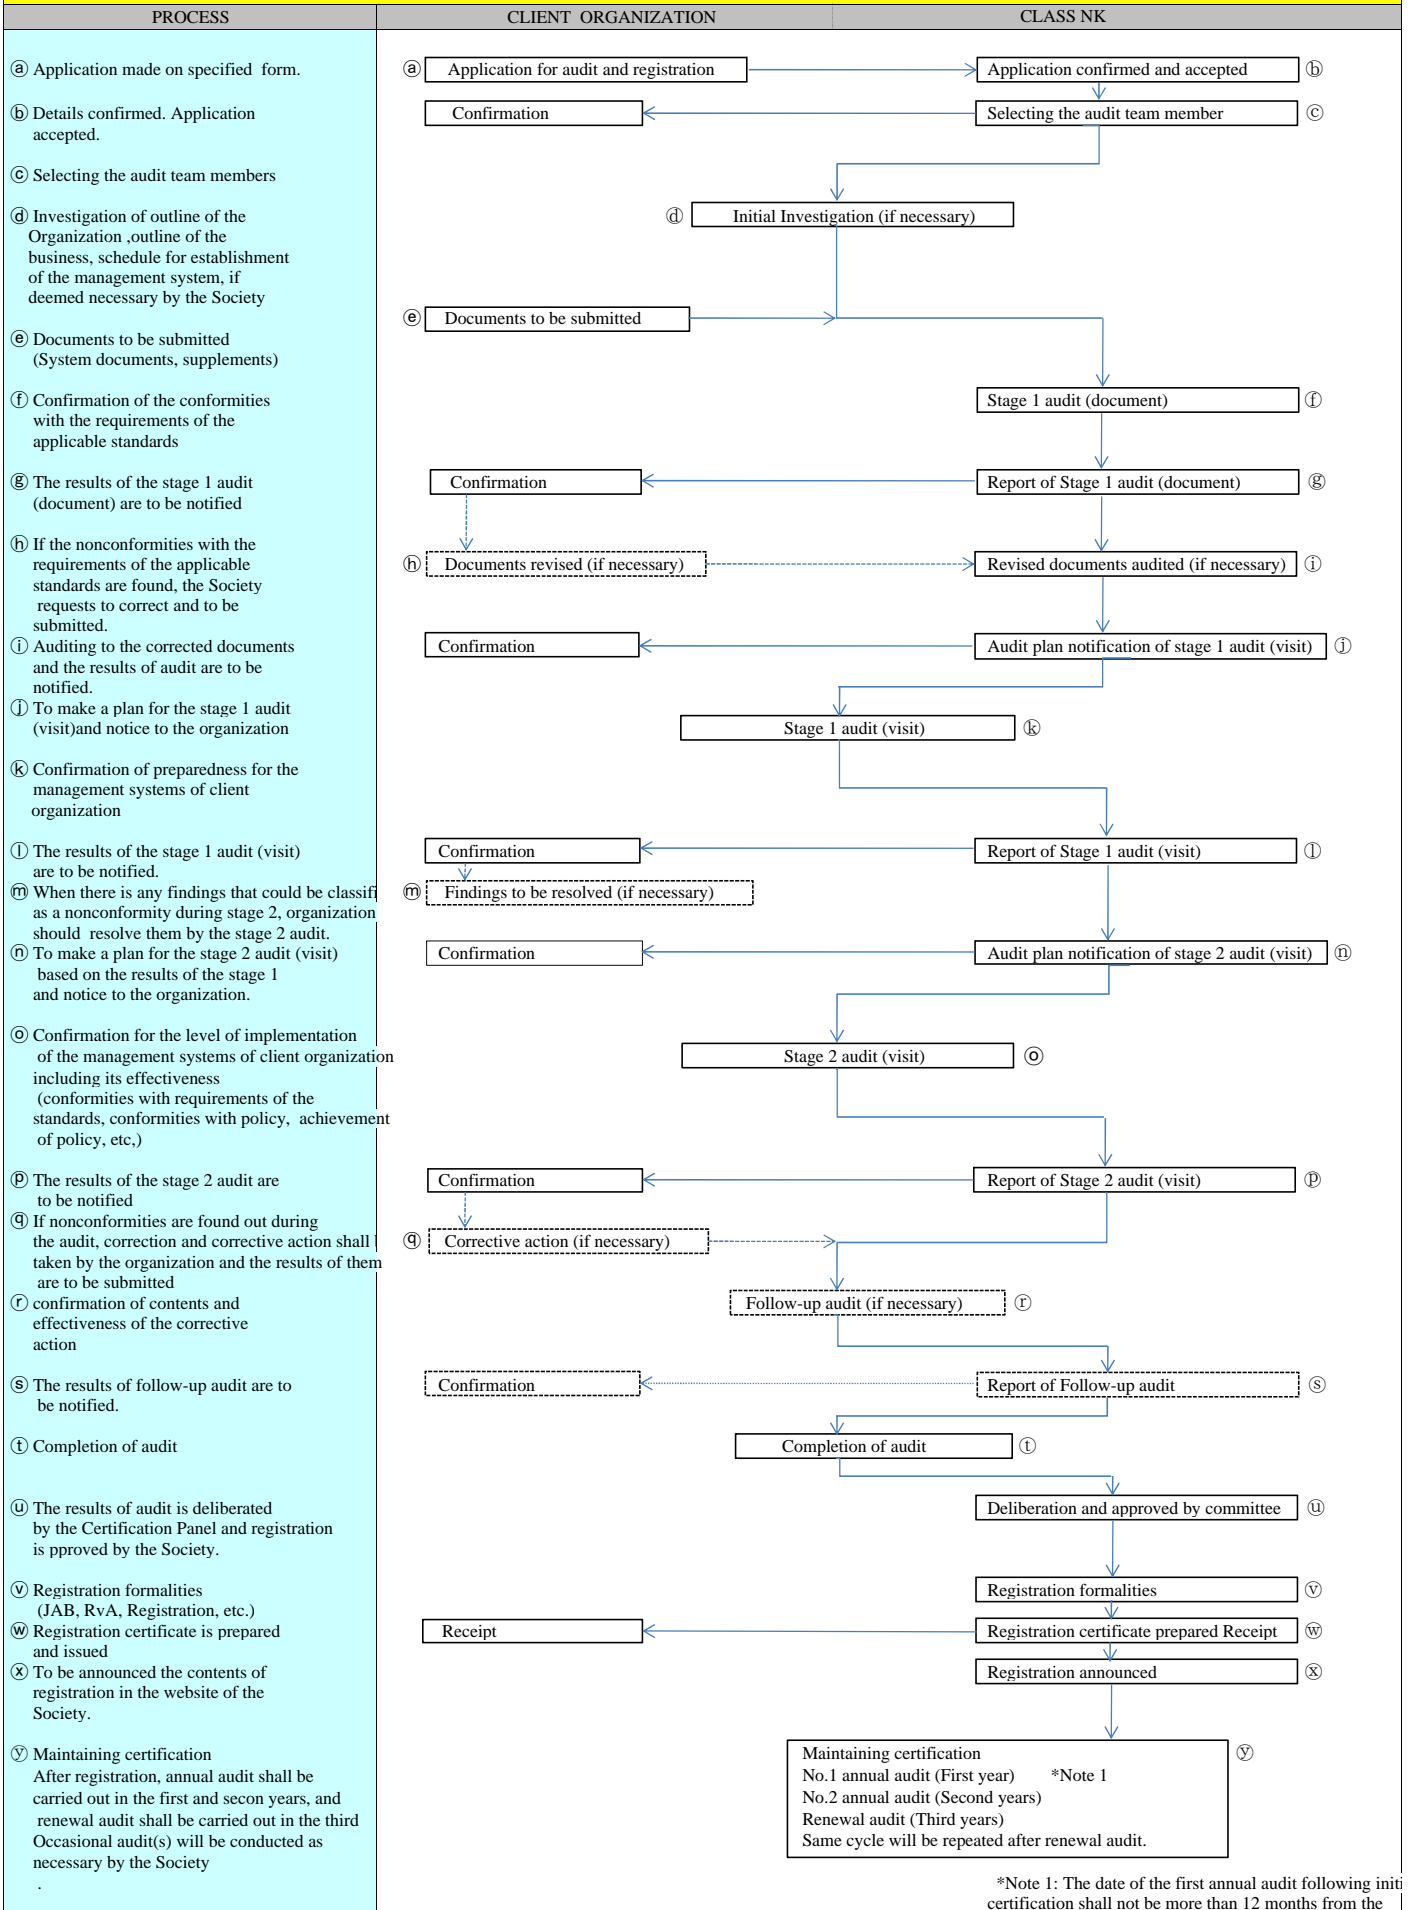 PROCESS
CLIENT ORGANIZATION
CLASS NK
ⓐ Application made on specified form.
ⓑ Details confirmed. Application
accepted.
ⓒ Selecting the audit team members
ⓓ Investigation of outline of the
Organization ,outline of the
business, schedule for establishment
of the management system, if
deemed necessary by the Society
ⓔ Documents to be submitted
(System documents, supplements)
ⓕ Confirmation of the conformities
with the requirements of the
applicable standards
ⓖ The results of the stage 1 audit
(document) are to be notified
ⓗ If the nonconformities with the
requirements of the applicable
standards are found, the Society
requests to correct and to be
submitted.
ⓘ Auditing to the corrected documents
and the results of audit are to be
notified.
ⓙ To make a plan for the stage 1 audit
(visit)and notice to the organization
ⓚ Confirmation of preparedness for the
management systems of client
organization
ⓛ The results of the stage 1 audit (visit)
are to be notified.
ⓜ When there is any findings that could be classifi
as a nonconformity during stage 2, organization
should resolve them by the stage 2 audit.
ⓝ To make a plan for the stage 2 audit (visit)
based on the results of the stage 1
and notice to the organization.
ⓞ Confirmation for the level of implementation
of the management systems of client organization
including its effectiveness
(conformities with requirements of the
standards, conformities with policy, achievement
of policy, etc,)
ⓟ The results of the stage 2 audit are
to be notified
ⓠ If nonconformities are found out during
the audit, correction and corrective action shall
taken by the organization and the results of them
are to be submitted
ⓡ confirmation of contents and
effectiveness of the corrective
action
ⓢ The results of follow-up audit are to
be notified.
ⓣ Completion of audit
ⓤ The results of audit is deliberated
by the Certification Panel and registration
is pproved by the Society.
ⓥ Registration formalities
(JAB, RvA, Registration, etc.)
ⓦ Registration certificate is prepared
and issued
ⓧ To be announced the contents of
registration in the website of the
Society.
ⓨ Maintaining certification
After registration, annual audit shall be
carried out in the first and secon years, and
renewal audit shall be carried out in the third
Occasional audit(s) will be conducted as
necessary by the Society
.
ⓐ Application for audit and registration
Application confirmed and accepted ⓑ
Confirmation
Selecting the audit team member ⓒ
ⓓ Initial Investigation (if necessary)
ⓔ Documents to be submitted
Stage 1 audit (document) ⓕ
Confirmation
Report of Stage 1 audit (document) ⓖ
ⓗ Documents revised (if necessary)
Revised documents audited (if necessary) ⓘ
Confirmation
Audit plan notification of stage 1 audit (visit) ⓙ
Stage 1 audit (visit) ⓚ
Confirmation
Report of Stage 1 audit (visit) ⓛ
ⓜ Findings to be resolved (if necessary)
Confirmation
Audit plan notification of stage 2 audit (visit) ⓝ
Stage 2 audit (visit) ⓞ
Confirmation
Report of Stage 2 audit (visit) ⓟ
ⓠ Corrective action (if necessary)
Follow-up audit (if necessary) ⓡ
Confirmation
Report of Follow-up audit ⓢ
Completion of audit ⓣ
Deliberation and approved by committee ⓤ
Registration formalities ⓥ
Receipt
Registration certificate prepared Receipt ⓦ
Registration announced ⓧ
Maintaining certification ⓨ
No.1 annual audit (First year) *Note 1
No.2 annual audit (Second years)
Renewal audit (Third years)
Same cycle will be repeated after renewal audit.
*Note 1: The date of the first annual audit following initi
certification shall not be more than 12 months from the